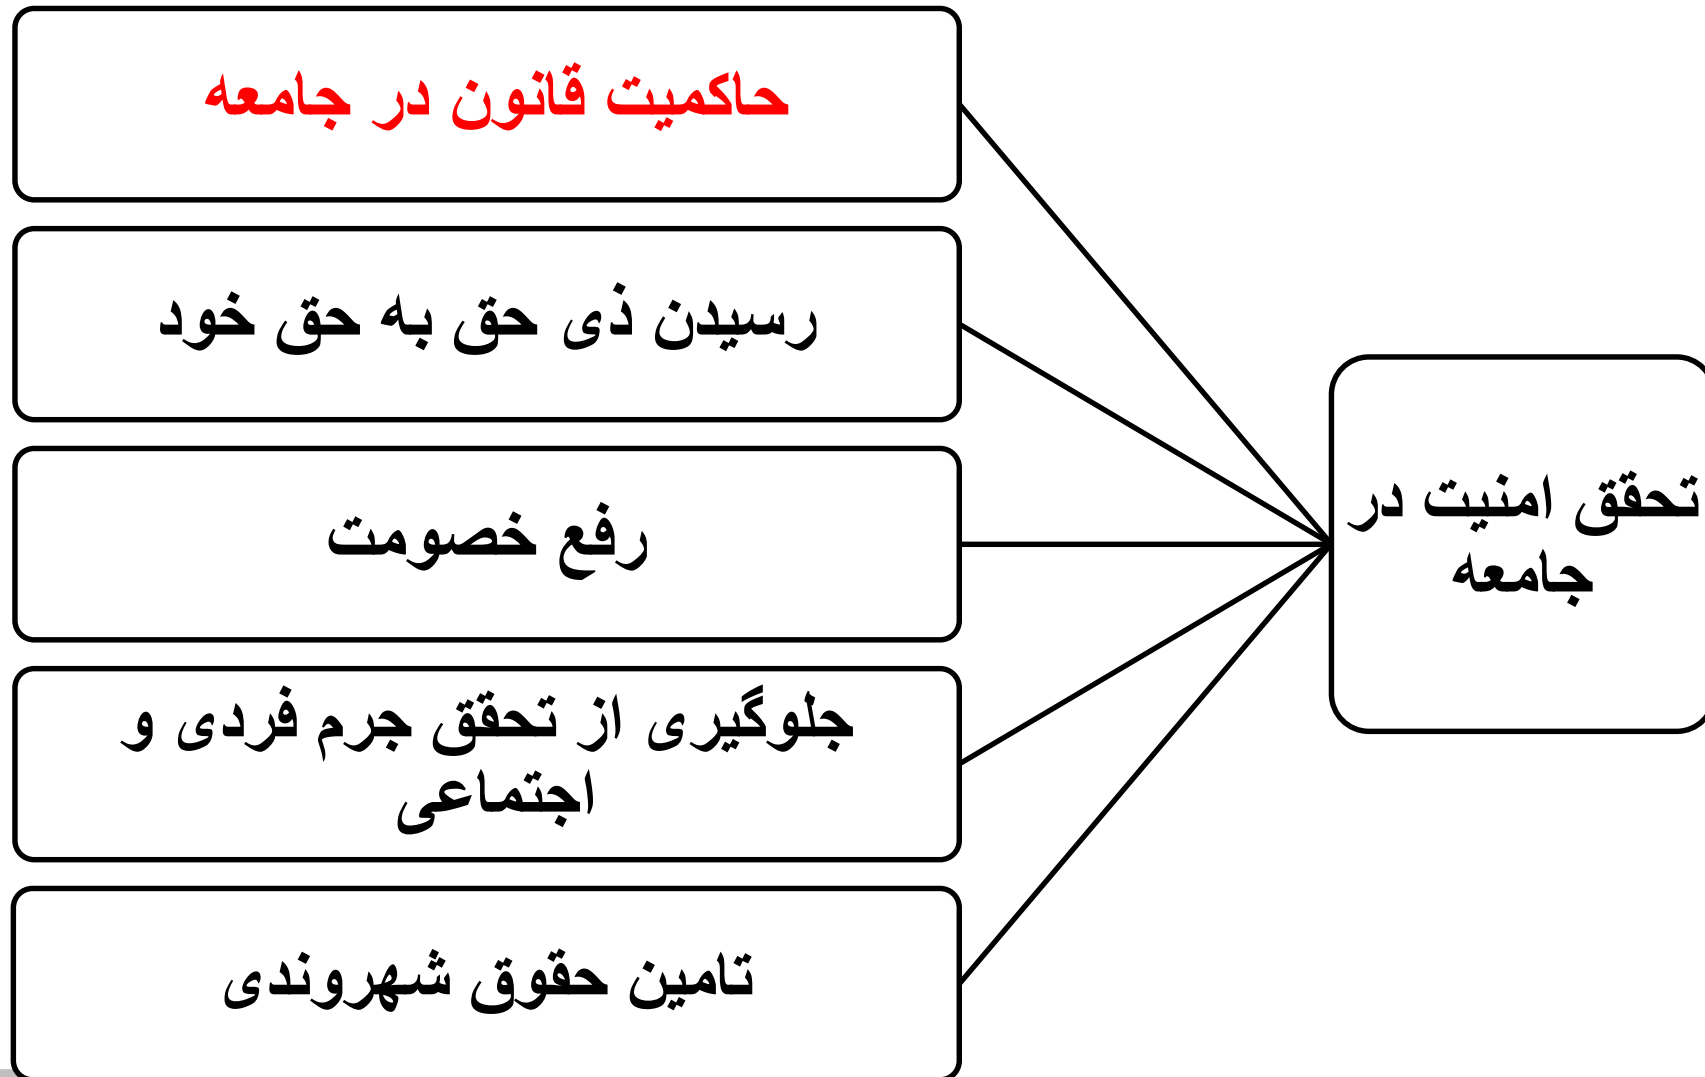 تحقق امنیت در
جامعه
حاکمیت قانون در جامعه
رسیدن ذی حق به حق خود
رفع خصومت
جلوگیری از تحقق جرم فردی و
اجتماعی
تامین حقوق شهروندی